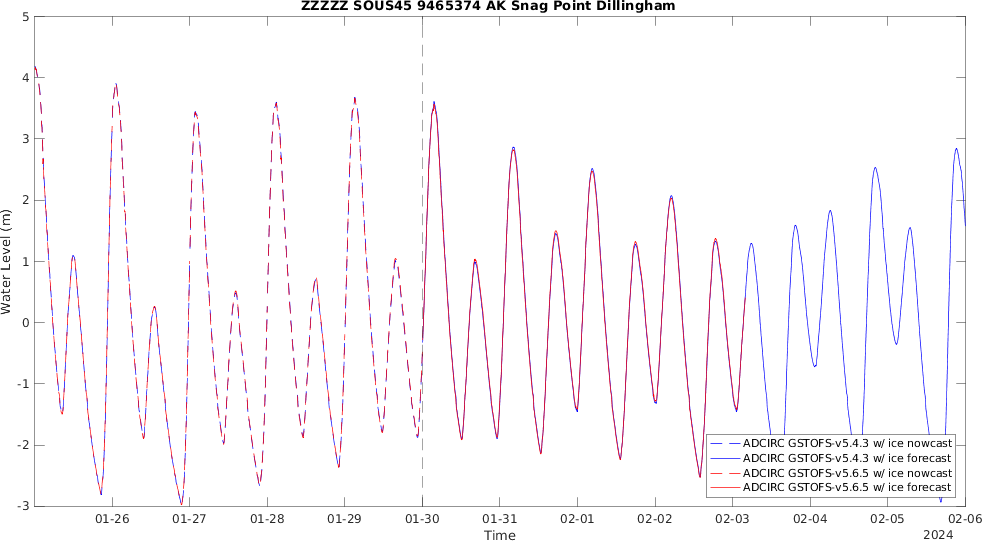 ZZZZZ SOUS45 9465374 AK Snag Point Dillingham
5
4
3
2
1
0
-1
-2
-3
Water Level (m)
01-26 01-27 01-28 01-29 01-30 01-31 02-01 02-02 02-03 02-04 02-05 02-06
Time
2024
ADCIRC GSTOFS-v5.4.3 w/ ice nowcast
ADCIRC GSTOFS-v5.4.3 w/ ice forecast
ADCIRC GSTOFS-v5.6.5 w/ ice nowcast
ADCIRC GSTOFS-v5.6.5 w/ ice forecast